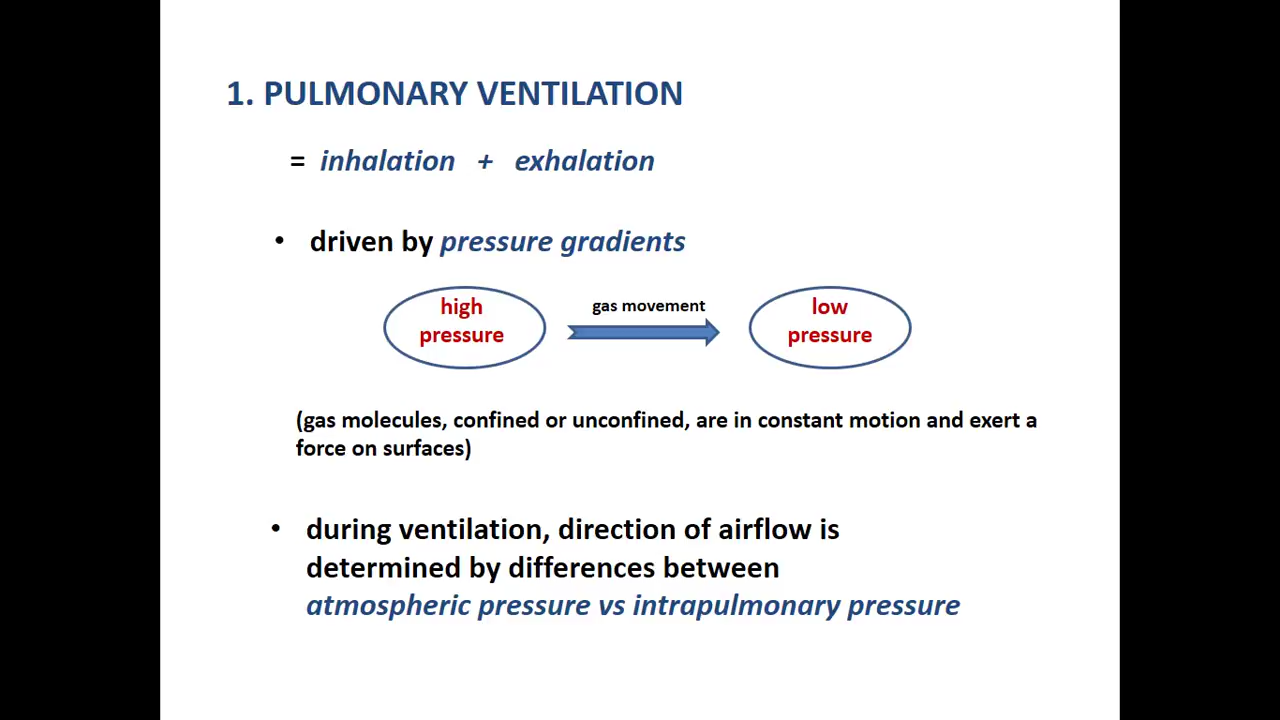 1. PULMONARY VENTILATION
= inhalation + exhalation
• driven by pressure gradients
high pressure
gas movement
low pressure
(gas molecules, confined or unconfined, are in constant motion and exert a
force on surfaces)
• during ventilation, direction of airflow is
determined by differences between
atmospheric pressure vs intrapulmonary pressure